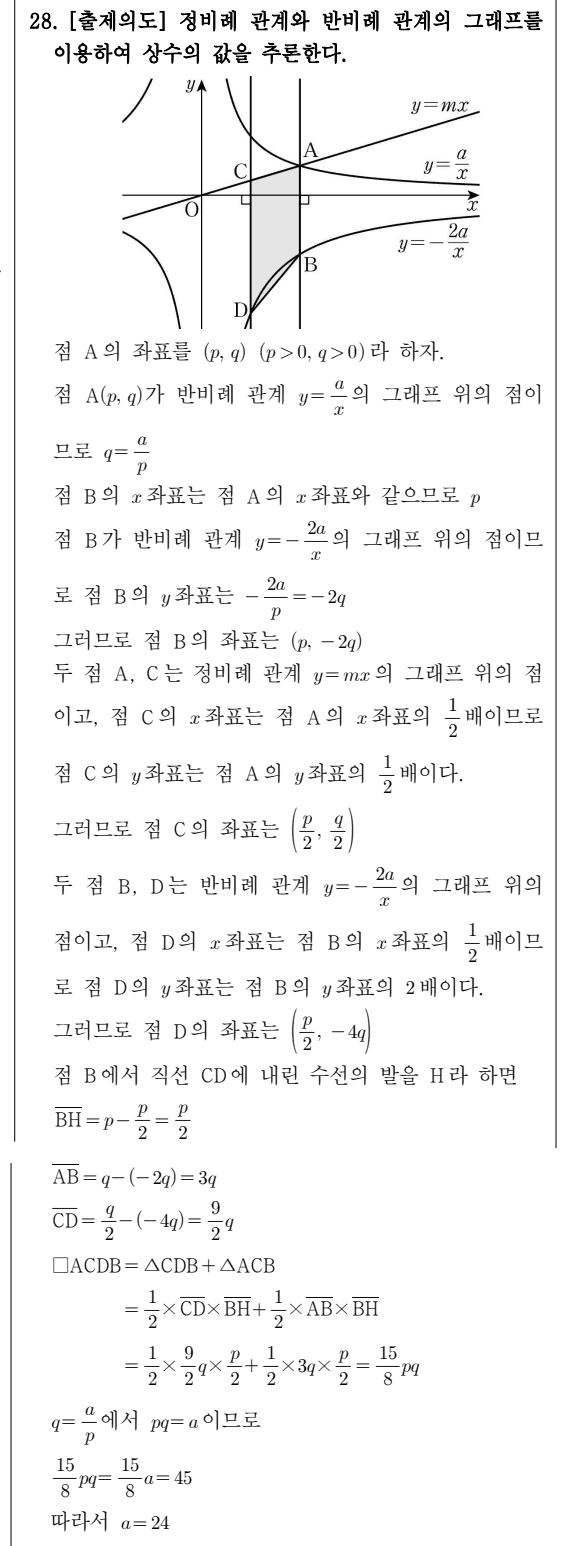 28. [출제의도] 정비례 관계와 반비례 관계의 그래프를
이용하여 상수의 값을 추론한다.
y
y=mx
A
C
y=a/x
O
x
y=-2a/x
B
D
점 A의 좌표를 (p, q) (p>0, q>0)라 하자.
점 A(p, q)가 반비례 관계 y=a/x의 그래프 위의 점이
므로 q=a/p
점 B의 x좌표는 점 A의 x좌표와 같으므로 p
점 B가 반비례 관계 y=-2a/x의 그래프 위의 점이므
로 점 B의 y좌표는 -2a/p=-2q
그러므로 점 B의 좌표는 (p, -2q)
두 점 A, C는 정비례 관계 y=mx의 그래프 위의 점
이고, 점 C의 x좌표는 점 A의 x좌표의 1/2배이므로
점 C의 y좌표는 점 A의 y좌표의 1/2배이다.
그러므로 점 C의 좌표는 (p/2, q/2)
두 점 B, D는 반비례 관계 y=-2a/x의 그래프 위의
점이고, 점 D의 x좌표는 점 B의 x좌표의 1/2배이므
로 점 D의 y좌표는 점 B의 y좌표의 2배이다.
그러므로 점 D의 좌표는 (p/2, -4q)
점 B에서 직선 CD에 내린 수선의 발을 H라 하면
B̅H̅=p-p/2=p/2
A̅B̅=q-(-2q)=3q
C̅D̅=q/2-(-4q)=9/2q
□ACDB=△CDB+△ACB
=1/2×C̅D̅×B̅H̅+1/2×A̅B̅×B̅H̅
=1/2×9/2q×p/2+1/2×3q×p/2=15/8pq
q=a/p에서 pq=a이므로
15/8pq=15/8a=45
따라서 a=24